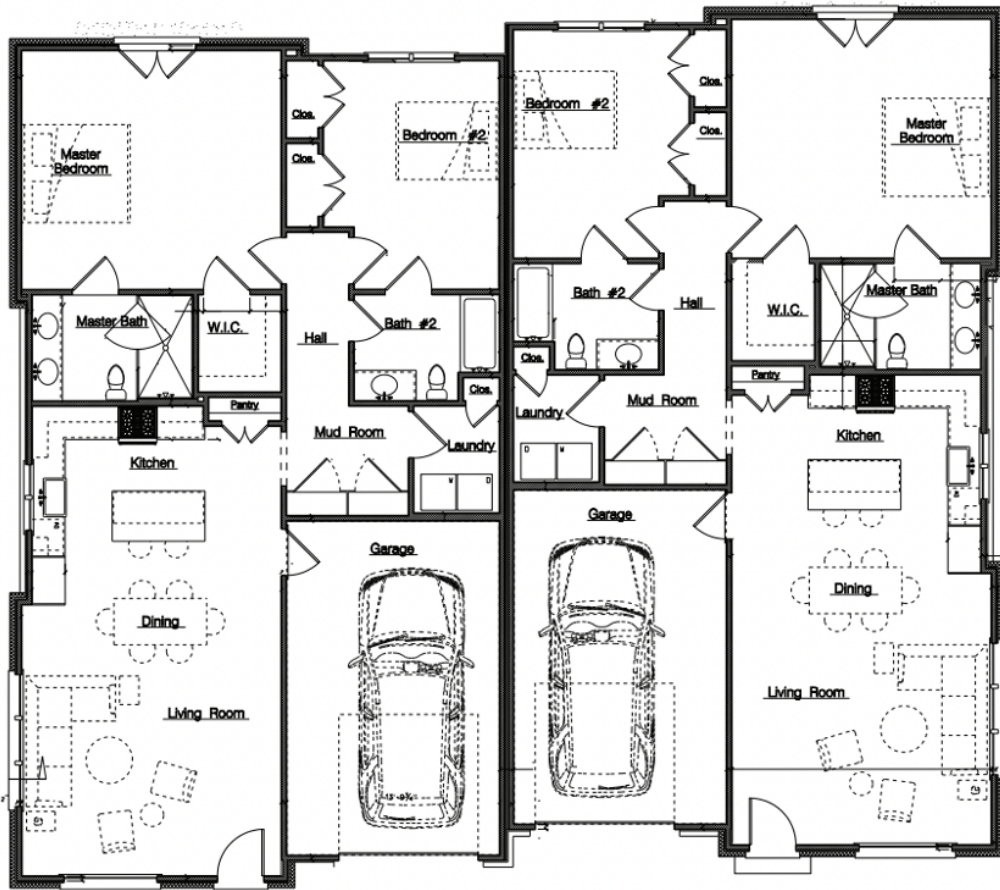 Clos.
Bedroom #2
Master
Bedroom
Clos.
Clos.
Bedroom #2
Clos.
Master
Bedroom
Master Bath
W.I.C.
Hall
Bath #2
Clos.
Bath #2
Hall
W.I.C.
Master Bath
Clos.
Pantry
Mud Room
Laundry
Kitchen
Laundry
Mud Room
Pantry
Kitchen
W
D
D
W
Garage
Garage
Dining
Dining
Living Room
Living Room